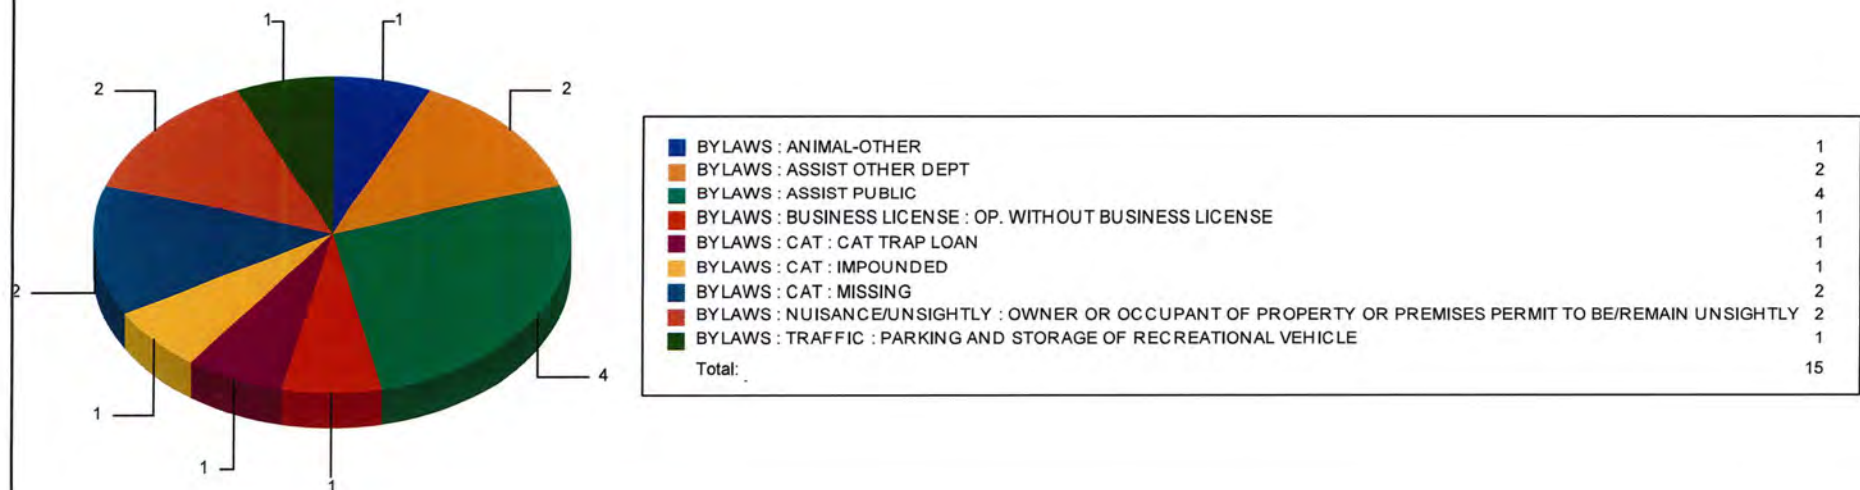 1
1
2
2
2
4
1
1
1
BYLAWS : ANIMAL-OTHER 1
BYLAWS : ASSIST OTHER DEPT 2
BYLAWS : ASSIST PUBLIC 4
BYLAWS : BUSINESS LICENSE : OP. WITHOUT BUSINESS LICENSE 1
BYLAWS : CAT : CAT TRAP LOAN 1
BYLAWS : CAT : IMPOUNDED 1
BYLAWS : CAT : MISSING 2
BYLAWS : NUISANCE/UNSIGHTLY : OWNER OR OCCUPANT OF PROPERTY OR PREMISES PERMIT TO BE/REMAIN UNSIGHTLY 2
BYLAWS : TRAFFIC : PARKING AND STORAGE OF RECREATIONAL VEHICLE 1
Total: 15